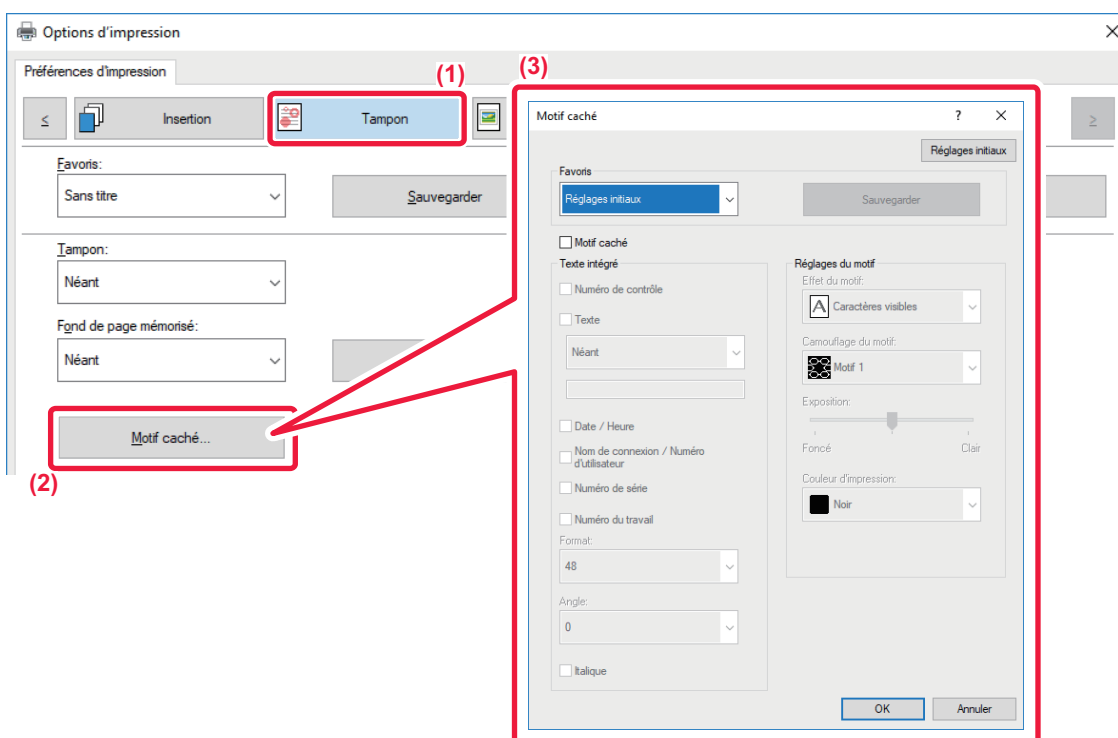 Options d'impression
Préférences d'impression
(1)
(3)
<
Insertion
Tampon
>
Favoris:
Sans titre
Sauvegarder
Tampon:
Néant
Fond de page mémorisé:
Néant
Motif caché...
(2)
Motif caché
?
Réglages initiaux
Favoris
Réglages initiaux
Sauvegarder
Motif caché
Texte intégré
Numéro de contrôle
Texte
Néant
Date / Heure
Nom de connexion / Numéro
d'utilisateur
Numéro de série
Numéro du travail
Format:
48
Angle:
0
Italique
Réglages du motif
Effet du motif:
A
Caractères visibles
Camouflage du motif:
Motif 1
Exposition:
Foncé
Clair
Couleur d'impression:
Noir
OK
Annuler